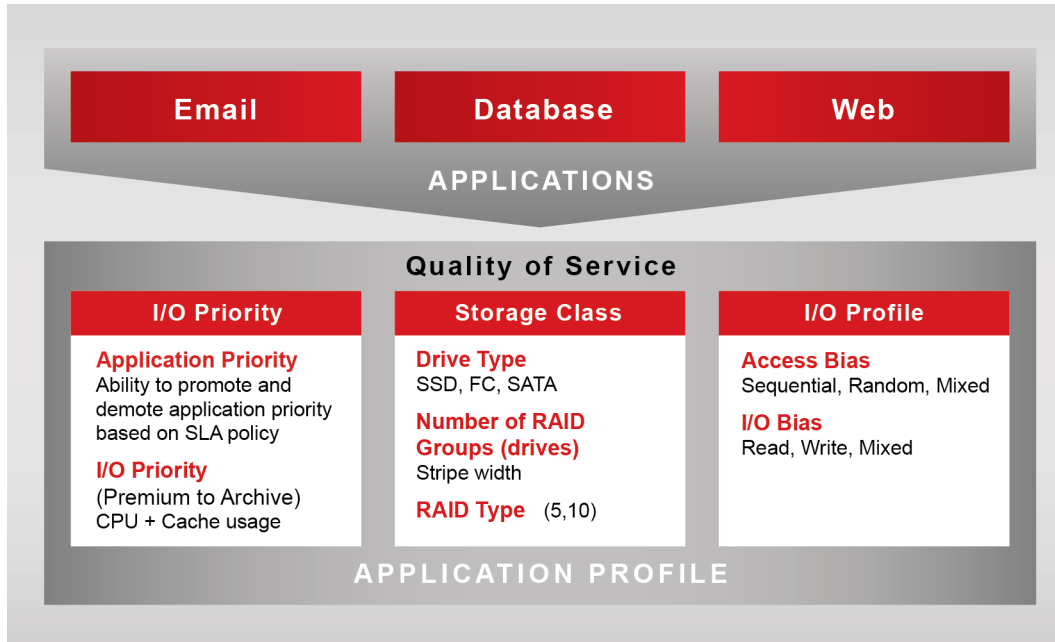 Email
Database
Web
APPLICATIONS
Quality of Service
I/O Priority
Application Priority
Ability to promote and
demote application priority
based on SLA policy
I/O Priority
(Premium to Archive)
CPU + Cache usage
Storage Class
Drive Type
SSD, FC, SATA
Number of RAID
Groups (drives)
Stripe width
RAID Type (5,10)
I/O Profile
Access Bias
Sequential, Random, Mixed
I/O Bias
Read, Write, Mixed
APPLICATION PROFILE